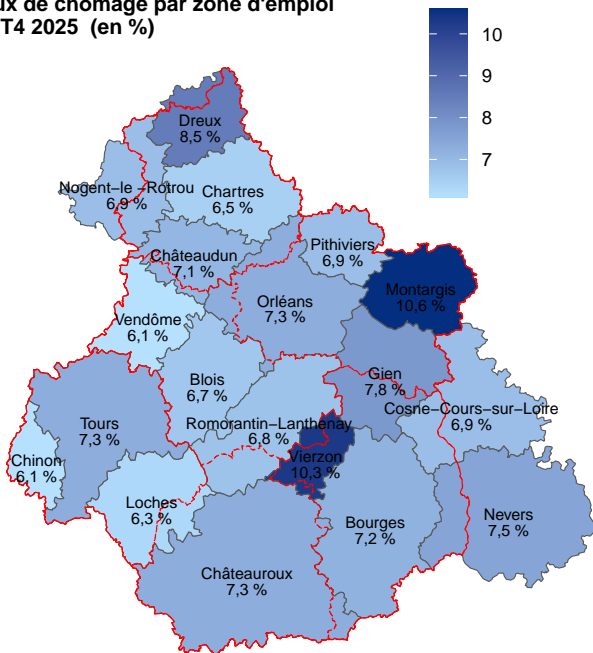 ux de chômage par zone d'emploi
T4 2025 (en %)
10
9
8
7
Dreux
8,5 %
Nogent−le −Rotrou
6,9 %
Chartres
6,5 %
Châteaudun
7,1 %
Pithiviers
6,9 %
Montargis
10,6 %
Orléans
7,3 %
Vendôme
6,1 %
Gien
7,8 %
Blois
6,7 %
Cosne−Cours−sur−Loire
6,9 %
Romorantin−Lanthenay
6,8 %
Tours
7,3 %
Chinon
6,1 %
Vierzon
10,3 %
Loches
6,3 %
Bourges
7,2 %
Nevers
7,5 %
Châteauroux
7,3 %